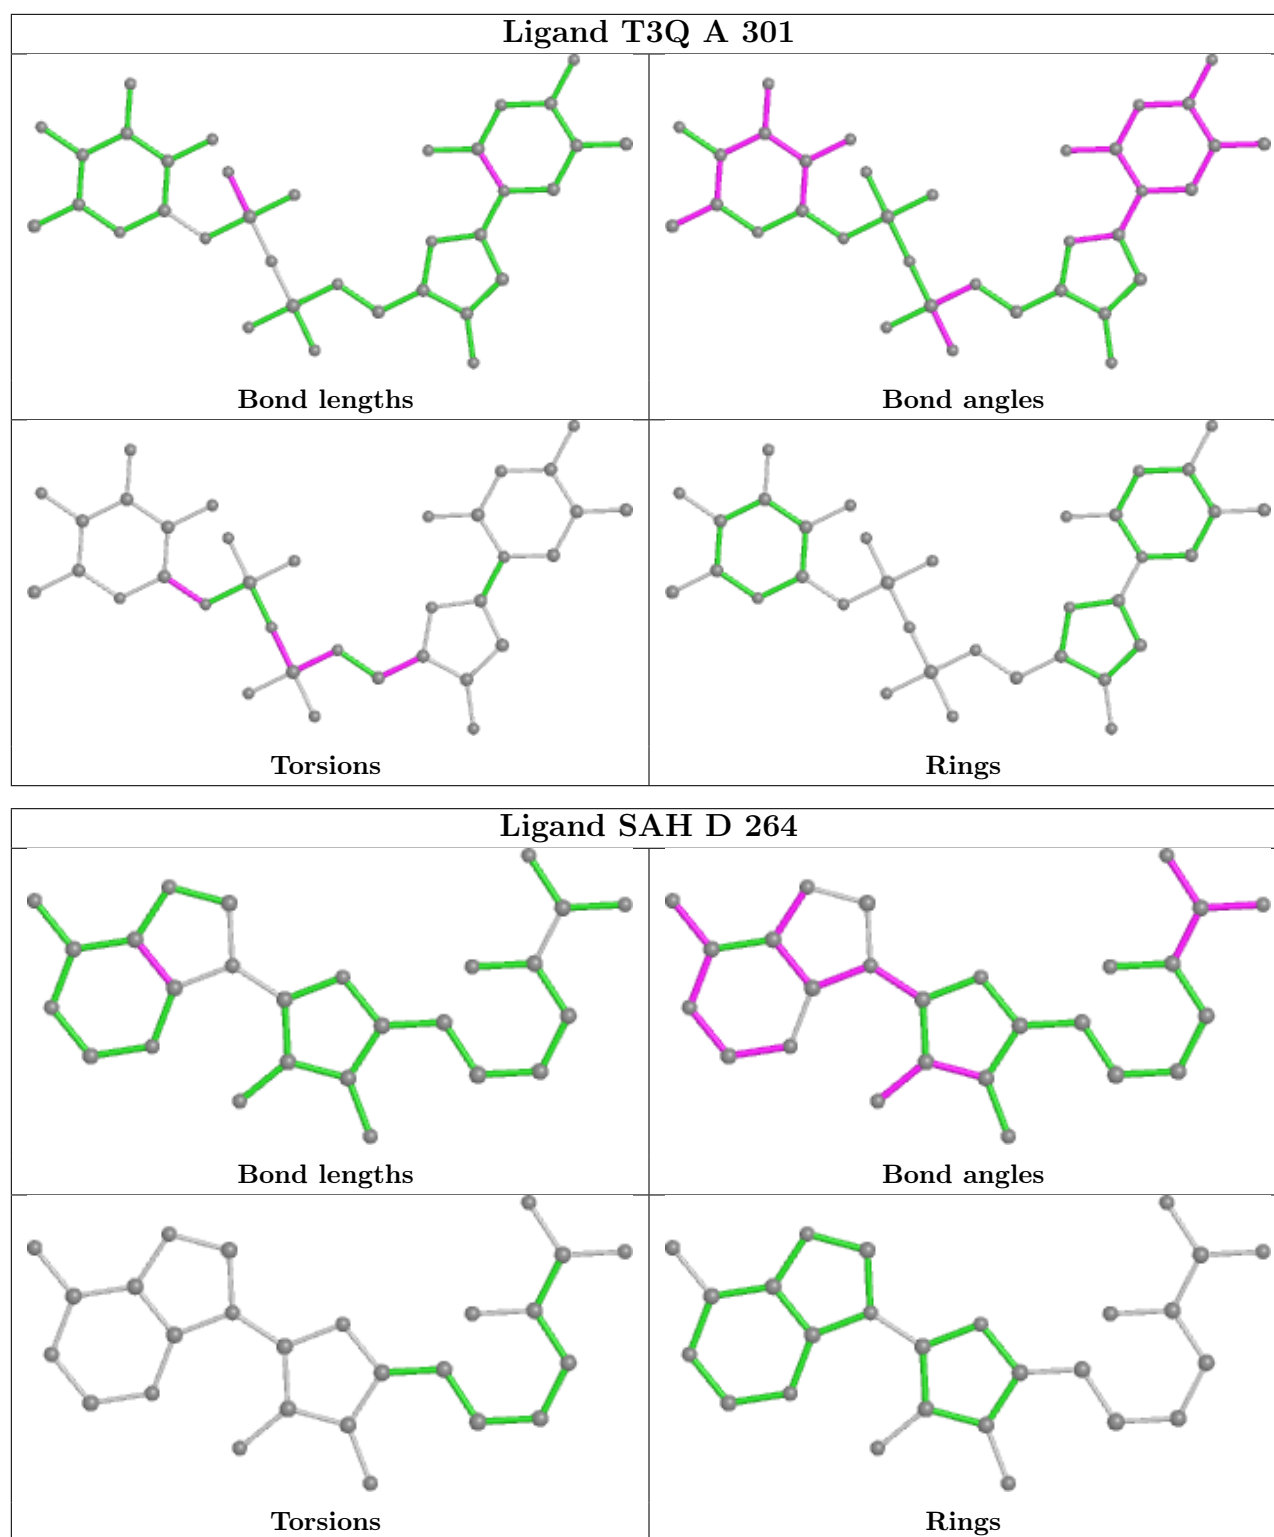 Ligand T3Q A 301
Bond lengths
Bond angles
Torsions
Rings
Ligand SAH D 264
Bond lengths
Bond angles
Torsions
Rings